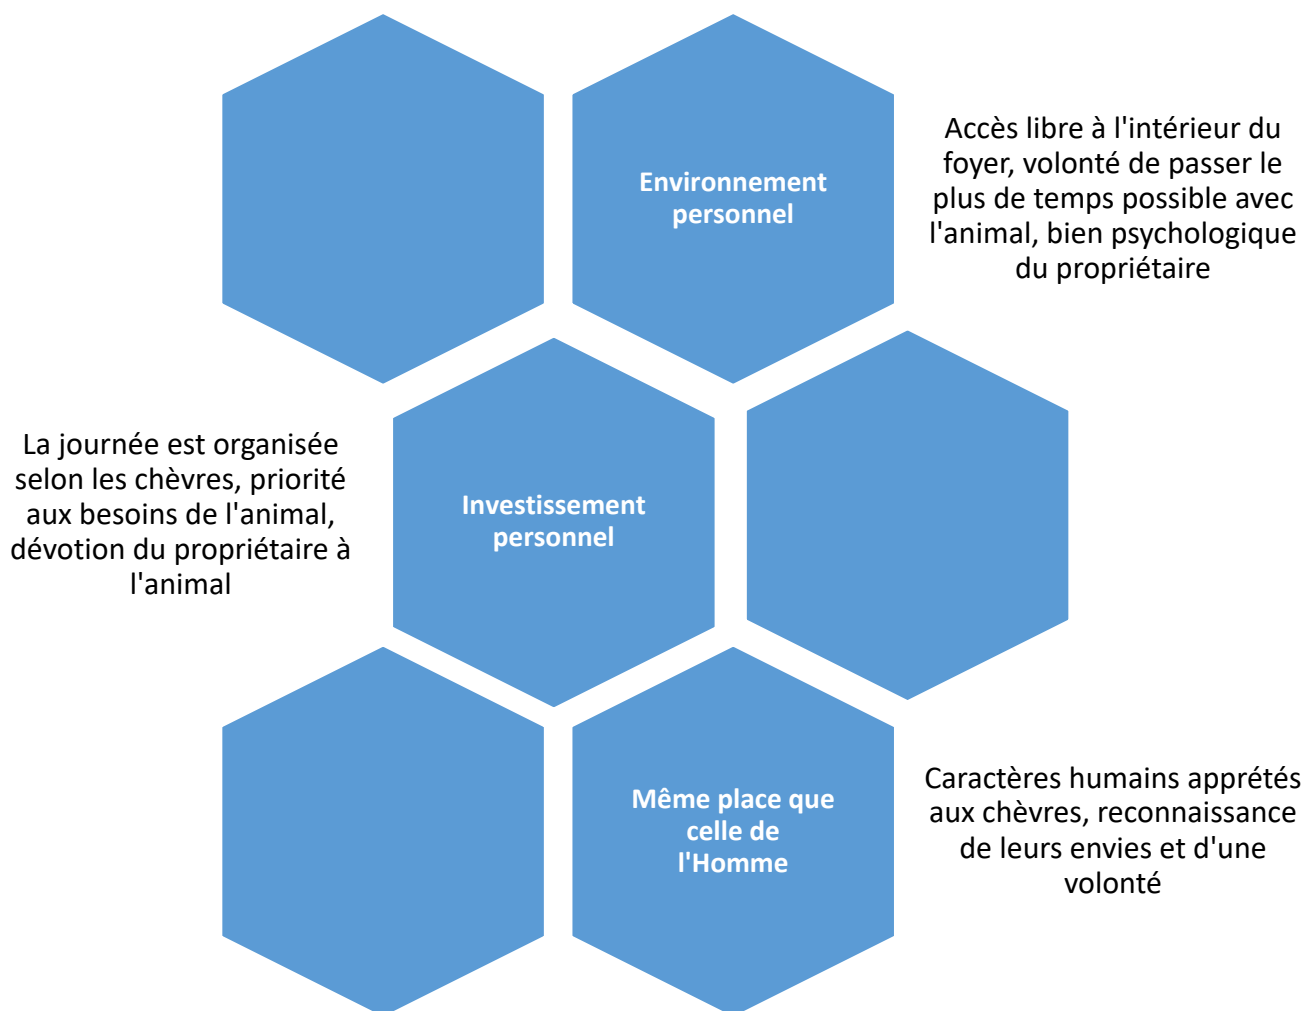 Environnement
personnel
Accès libre à l'intérieur du
foyer, volonté de passer le
plus de temps possible avec
l'animal, bien psychologique
du propriétaire
La journée est organisée
selon les chèvres, priorité
aux besoins de l'animal,
dévotion du propriétaire à
l'animal
Investissement
personnel
Même place que
celle de
l'Homme
Caractères humains apprétés
aux chèvres, reconnaissance
de leurs envies et d'une
volonté